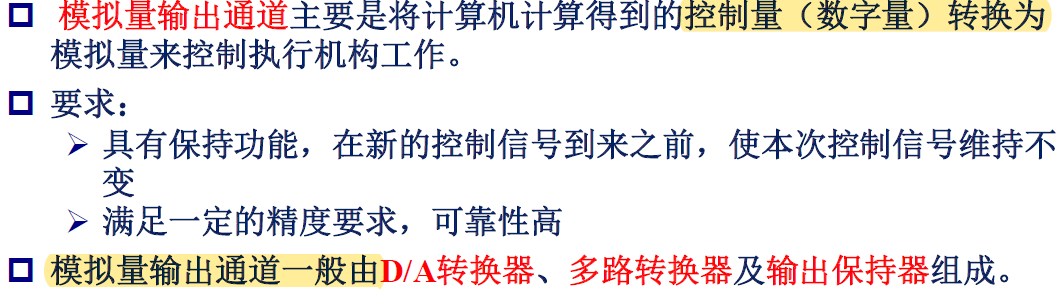 模拟量输出通道主要是将计算机计算得到的控制量（数字量）转换为
模拟量来控制执行机构工作。
要求：
具有保持功能，在新的控制信号到来之前，使本次控制信号维持不
变
满足一定的精度要求，可靠性高
模拟量输出通道一般由D/A转换器、多路转换器及输出保持器组成。